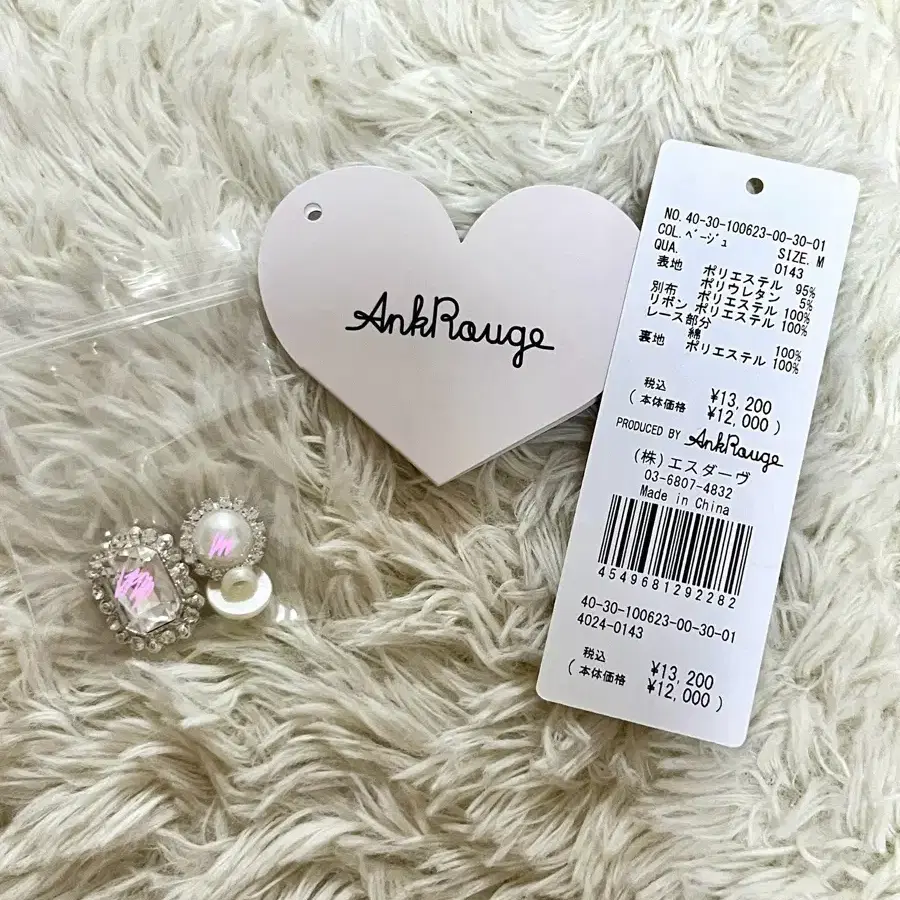 AnkRouge
NO. 40-30-100623-00-30-01
COL. ベージュ SIZE. M
QUA. 0143
表地 ポリエステル 95%
ポリウレタン 5%
別布 ポリエステル 100%
リボン ポリエステル 100%
レース部分
綿 100%
裏地 ポリエステル 100%
税込 ¥13,200
(本体価格 ¥12,000)
PRODUCED BY AnkRouge
(株)エスダーヴ
03-6807-4832
Made in China
4549681292282
40-30-100623-00-30-01
4024-0143
税込 ¥13,200
(本体価格 ¥12,000)